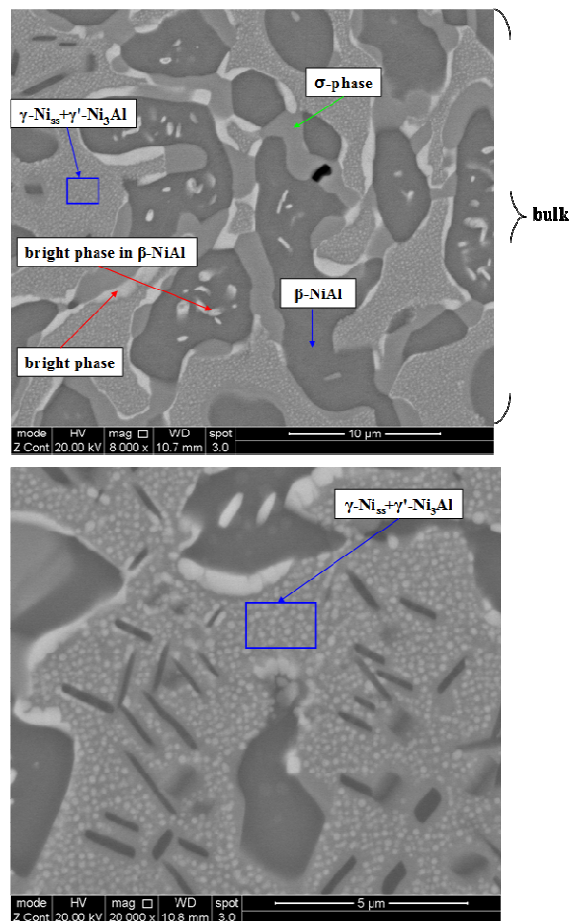 σ-phase
γ-Niss+γ'-Ni3Al
bulk
bright phase in β-NiAl
β-NiAl
bright phase
mode HV mag □ WD spot
Z Cont 20.00 kV 8 000 x 10.7 mm 3.0
10 µm
γ-Niss+γ'-Ni3Al
mode HV mag □ WD spot
Z Cont 20.00 kV 20 000 x 10.8 mm 3.0
5 µm